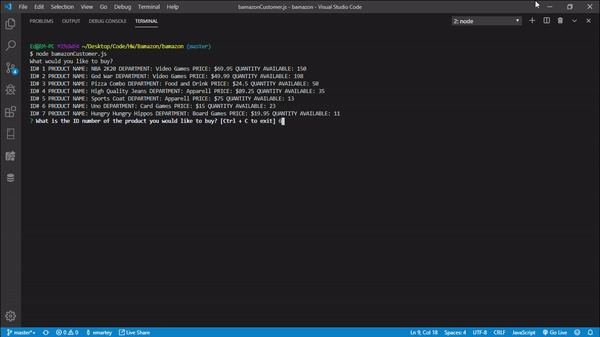 File Edit Selection View Go Debug Terminal Help
bamazonCustomer.js - bamazon - Visual Studio Code
PROBLEMS OUTPUT DEBUG CONSOLE TERMINAL
2: node
~/Desktop/Code/HW/Bamazon/bamazon (master)
$ node bamazonCustomer.js
What would you like to buy?
ID# 1 PRODUCT NAME: NBA 2K20 DEPARTMENT: Video Games PRICE: $69.95 QUANTITY AVAILABLE: 150
ID# 2 PRODUCT NAME: God War DEPARTMENT: Video Games PRICE: $49.99 QUANTITY AVAILABLE: 198
ID# 3 PRODUCT NAME: Pizza Combo DEPARTMENT: Food and Drink PRICE: $24.5 QUANTITY AVAILABLE: 50
ID# 4 PRODUCT NAME: High Quality Jeans DEPARTMENT: Apparell PRICE: $89.25 QUANTITY AVAILABLE: 35
ID# 5 PRODUCT NAME: Sports Coat DEPARTMENT: Apparell PRICE: $75 QUANTITY AVAILABLE: 13
ID# 6 PRODUCT NAME: Uno DEPARTMENT: Card Games PRICE: $15 QUANTITY AVAILABLE: 23
ID# 7 PRODUCT NAME: Hungry Hungry Hippos DEPARTMENT: Board Games PRICE: $19.95 QUANTITY AVAILABLE: 11
? What is the ID number of the product you would like to buy? [Ctrl + C to exit] 6
master*+ 0 0 emartey Live Share
Ln 9, Col 18 Spaces: 4 UTF-8 CRLF JavaScript Go Live